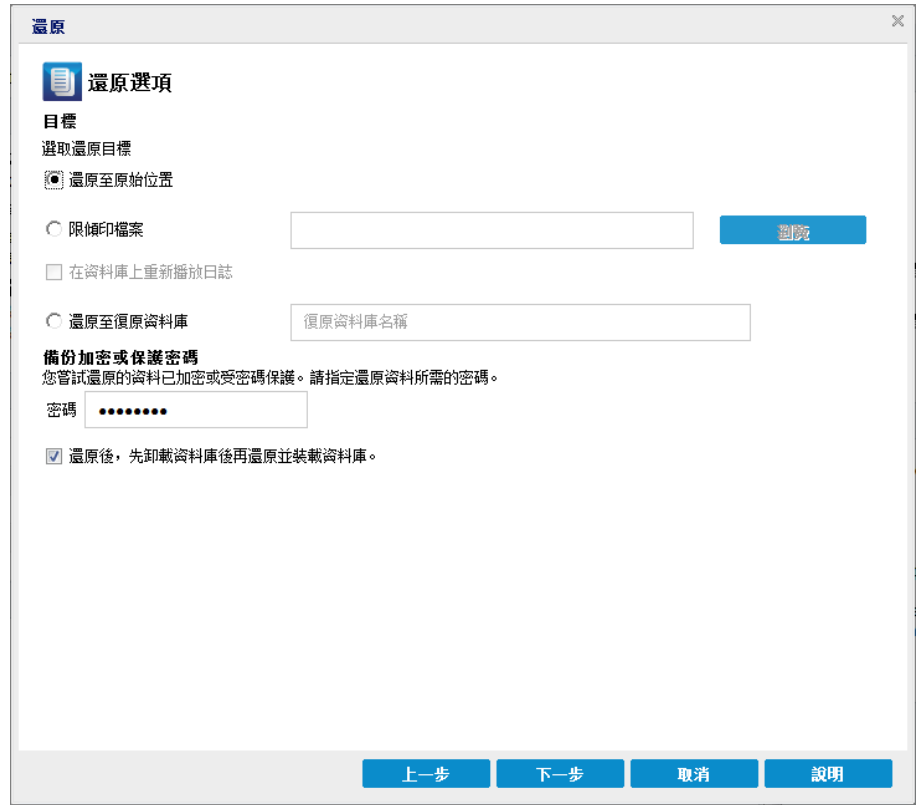 還原
還原選項
目標
選取還原目標
還原至原始位置
限傾印檔案
瀏覽
在資料庫上重新播放日誌
還原至復原資料庫
復原資料庫名稱
備份加密或保護密碼
您嘗試還原的資料已加密或受密碼保護。請指定還原資料所需的密碼。
密碼
還原後，先卸載資料庫後再還原並裝載資料庫。
上一步
下一步
取消
說明